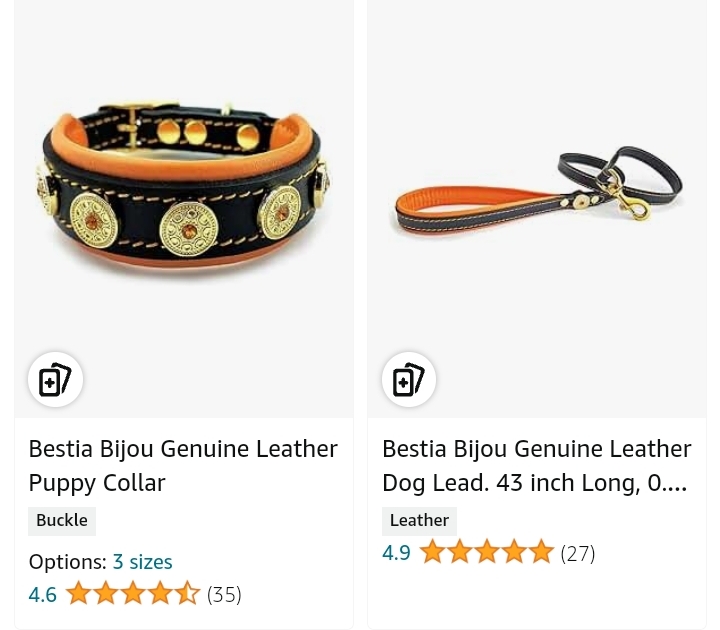 Bestia Bijou Genuine Leather
Puppy Collar
Buckle
Options: 3 sizes
4.6 (35)
Bestia Bijou Genuine Leather
Dog Lead. 43 inch Long, 0....
Leather
4.9 (27)